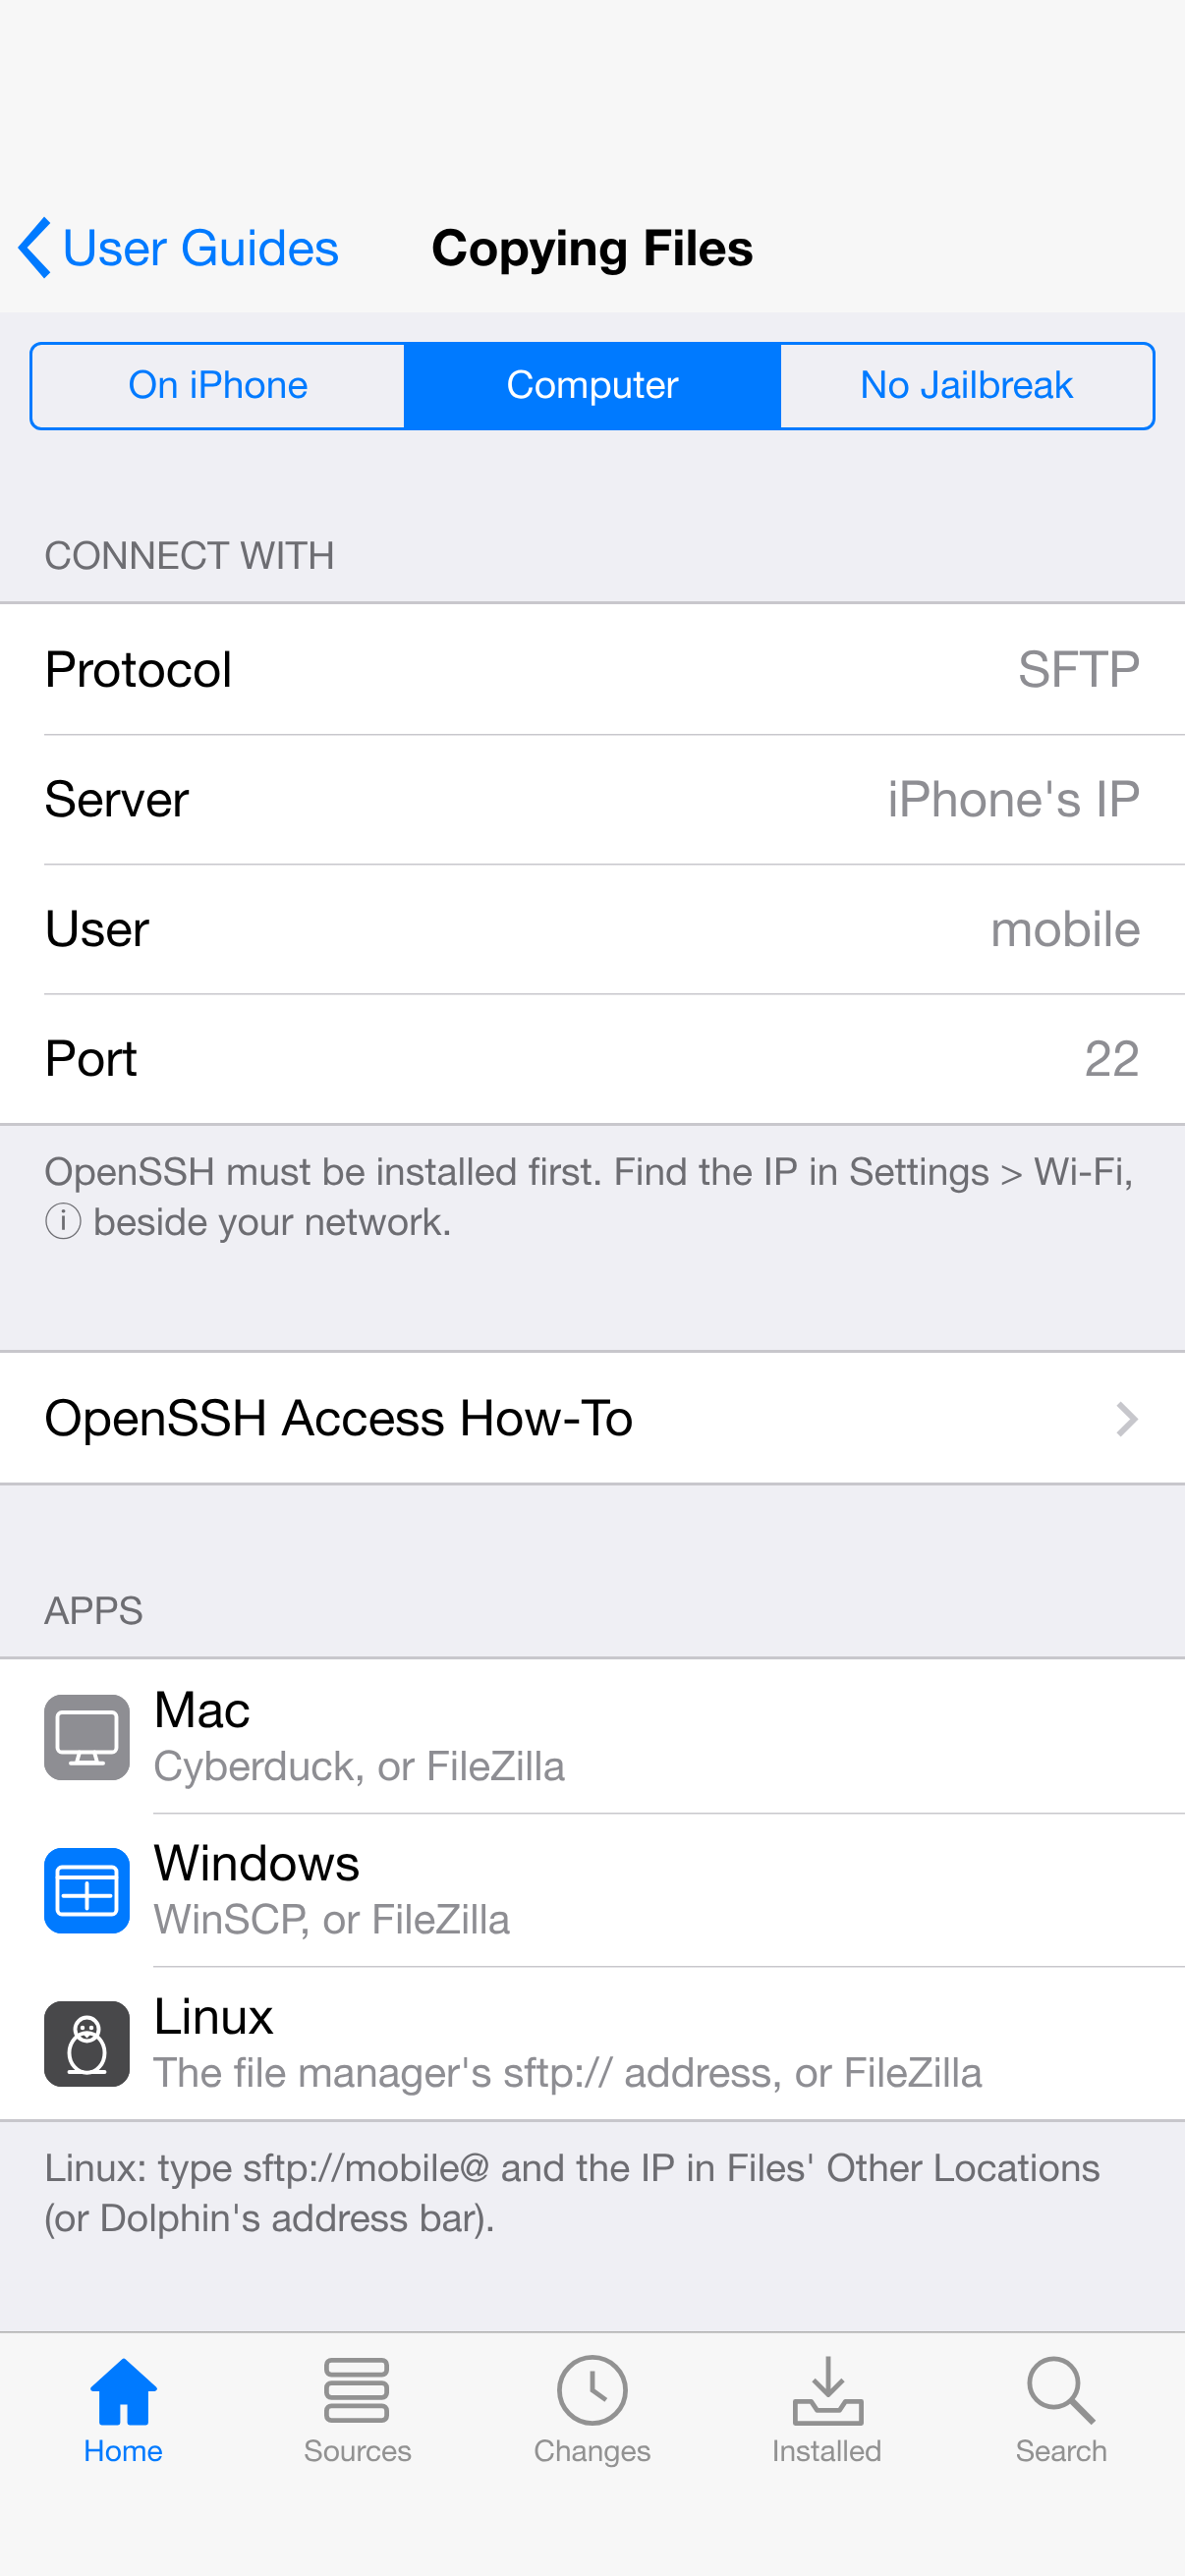 User Guides
Copying Files
On iPhone
Computer
No Jailbreak
CONNECT WITH
Protocol
SFTP
Server
iPhone's IP
User
mobile
Port
22
OpenSSH must be installed first. Find the IP in Settings > Wi-Fi,
ⓘ beside your network.
OpenSSH Access How-To
APPS
Mac
Cyberduck, or FileZilla
Windows
WinSCP, or FileZilla
Linux
The file manager's sftp:// address, or FileZilla
Linux: type sftp://mobile@ and the IP in Files' Other Locations
(or Dolphin's address bar).
Home
Sources
Changes
Installed
Search